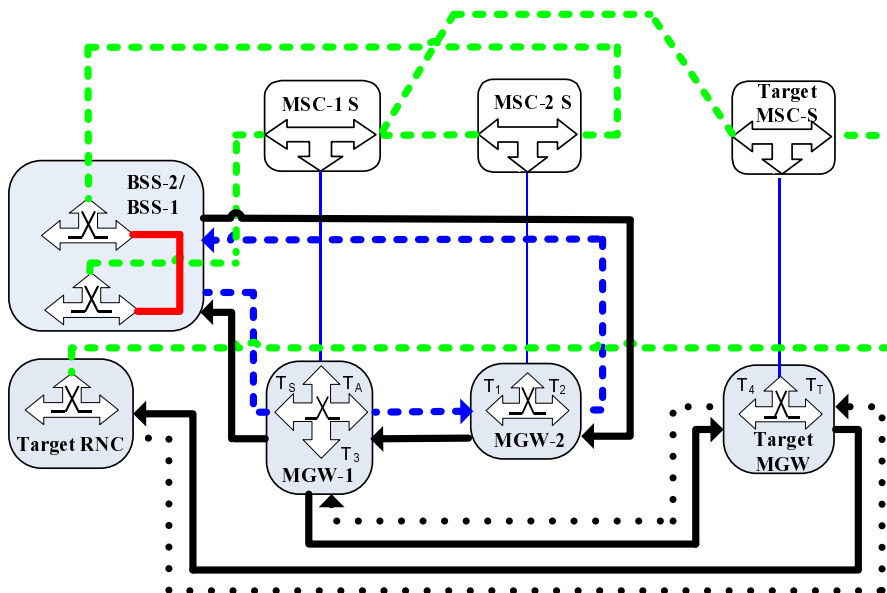 MSC-1 S
MSC-2 S
Target
MSC-S
BSS-2/
BSS-1
TS
TA
T3
MGW-1
T1
T2
MGW-2
T4
TT
Target
MGW
Target RNC